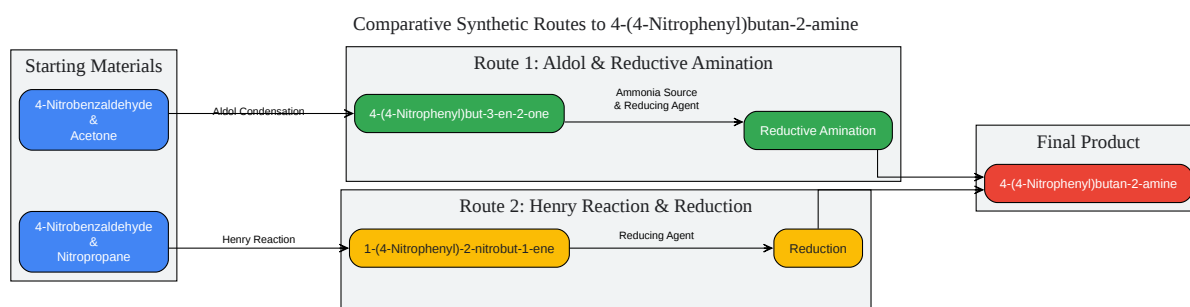 Comparative Synthetic Routes to 4-(4-Nitrophenyl)butan-2-amine
Starting Materials
4-Nitrobenzaldehyde
&
Acetone
Aldol Condensation
Route 1: Aldol & Reductive Amination
4-(4-Nitrophenyl)but-3-en-2-one
Ammonia Source
& Reducing Agent
Reductive Amination
4-Nitrobenzaldehyde
&
Nitropropane
Henry Reaction
Route 2: Henry Reaction & Reduction
1-(4-Nitrophenyl)-2-nitrobut-1-ene
Reducing Agent
Reduction
Final Product
4-(4-Nitrophenyl)butan-2-amine